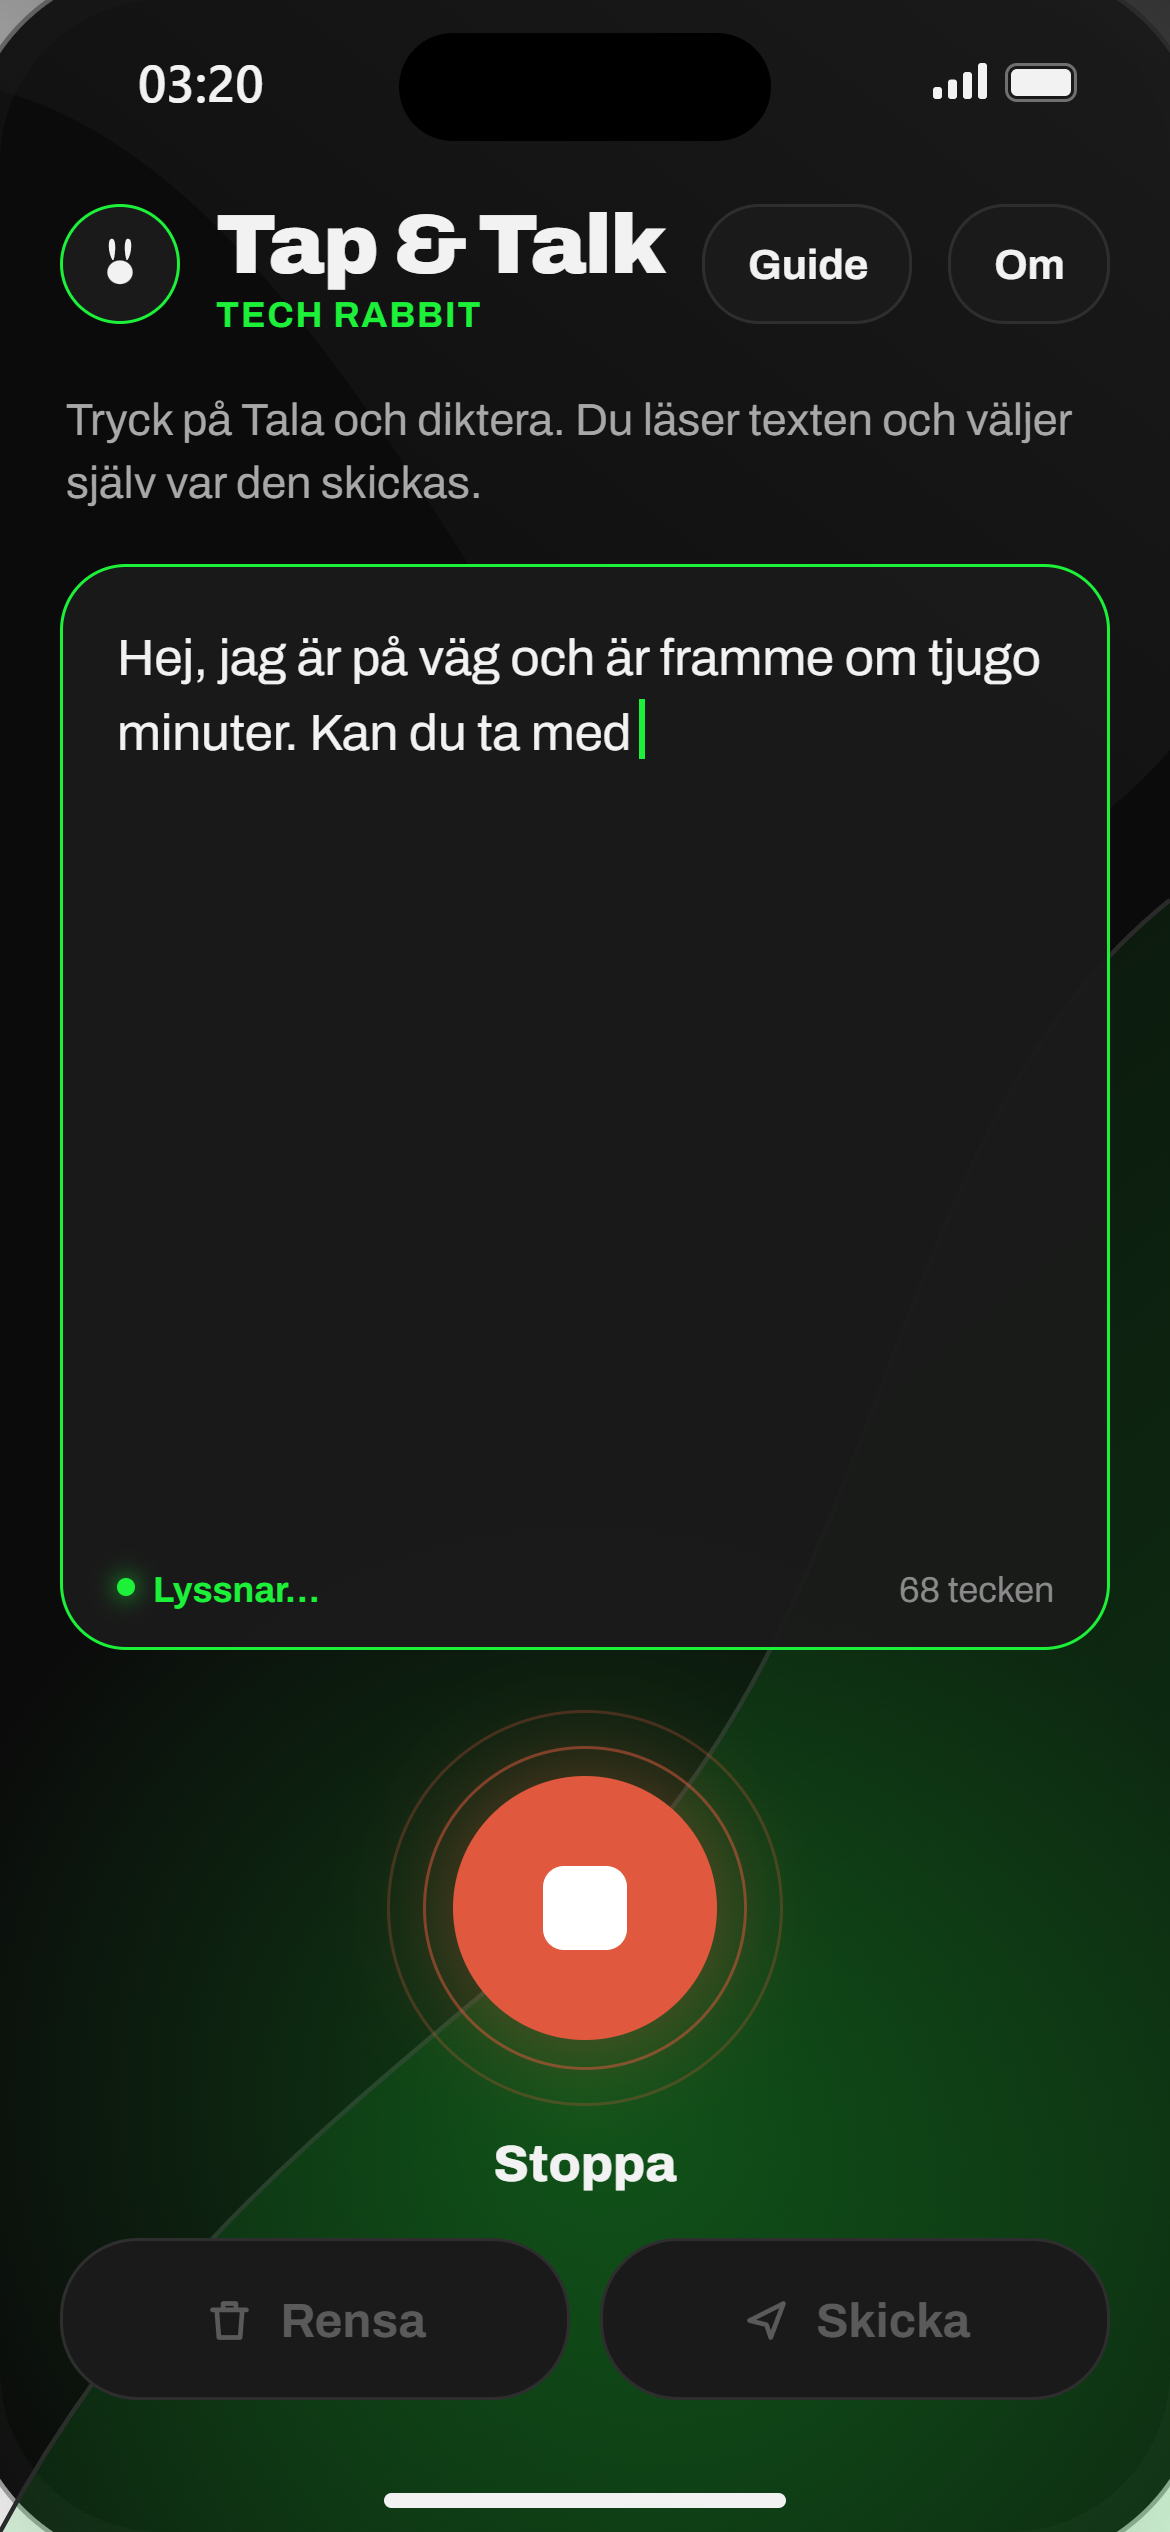 03:20
Tap & Talk
TECH RABBIT
Guide
Om
Tryck på Tala och diktera. Du läser texten och väljer
själv var den skickas.
Hej, jag är på väg och är framme om tjugo
minuter. Kan du ta med
Lyssnar...
68 tecken
Stoppa
Rensa
Skicka